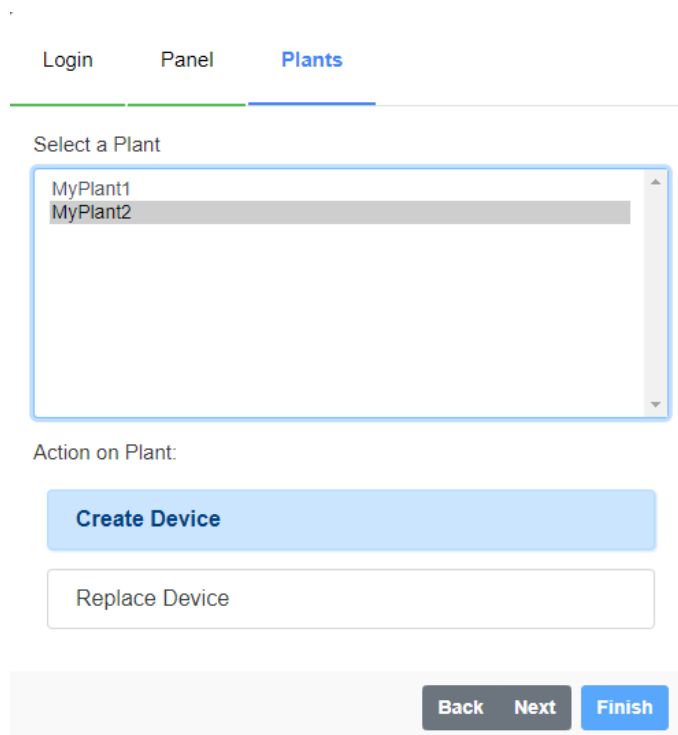 Login Panel Plants
Select a Plant
MyPlant1
MyPlant2
Action on Plant:
Create Device
Replace Device
Back Next Finish